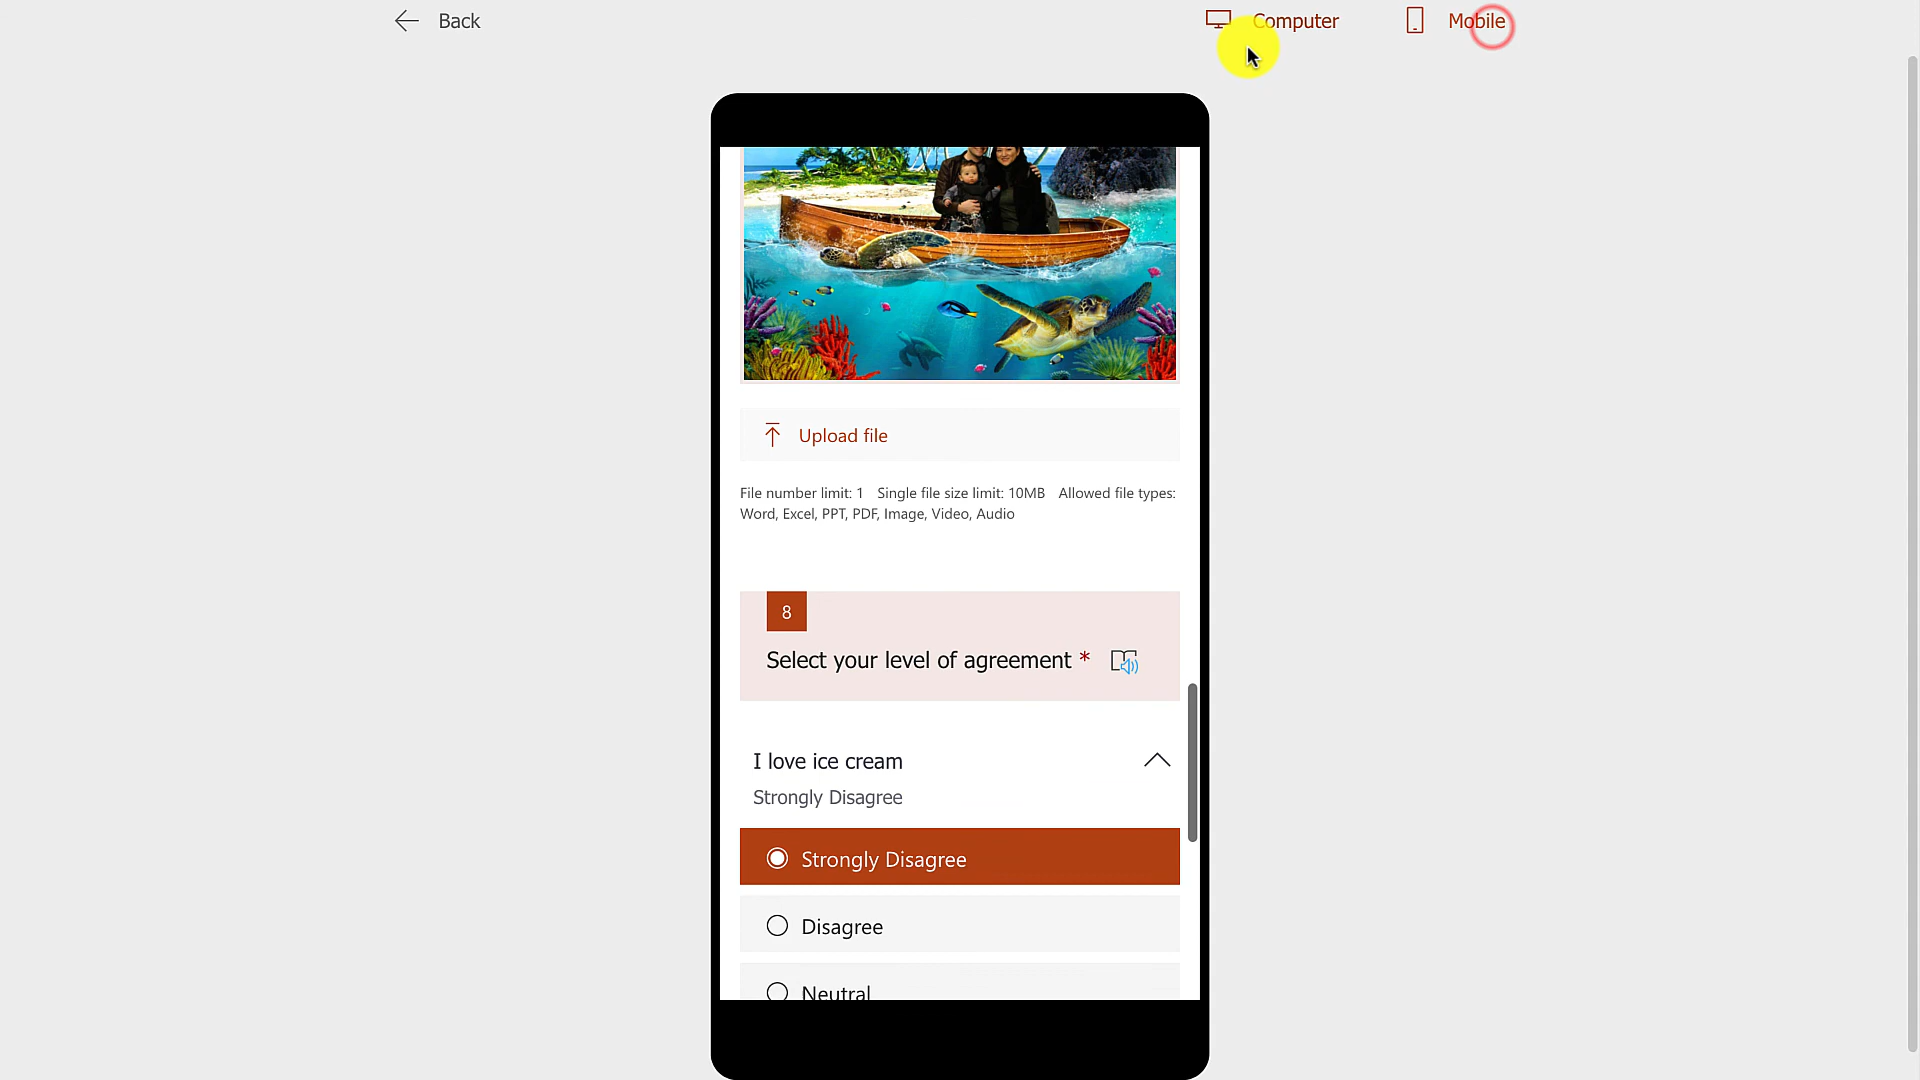 Back
Computer
Mobile
Upload file
File number limit: 1 Single file size limit: 10MB Allowed file types:
Word, Excel, PPT, PDF, Image, Video, Audio
8
Select your level of agreement *
I love ice cream
Strongly Disagree
Strongly Disagree
Disagree
Neutral